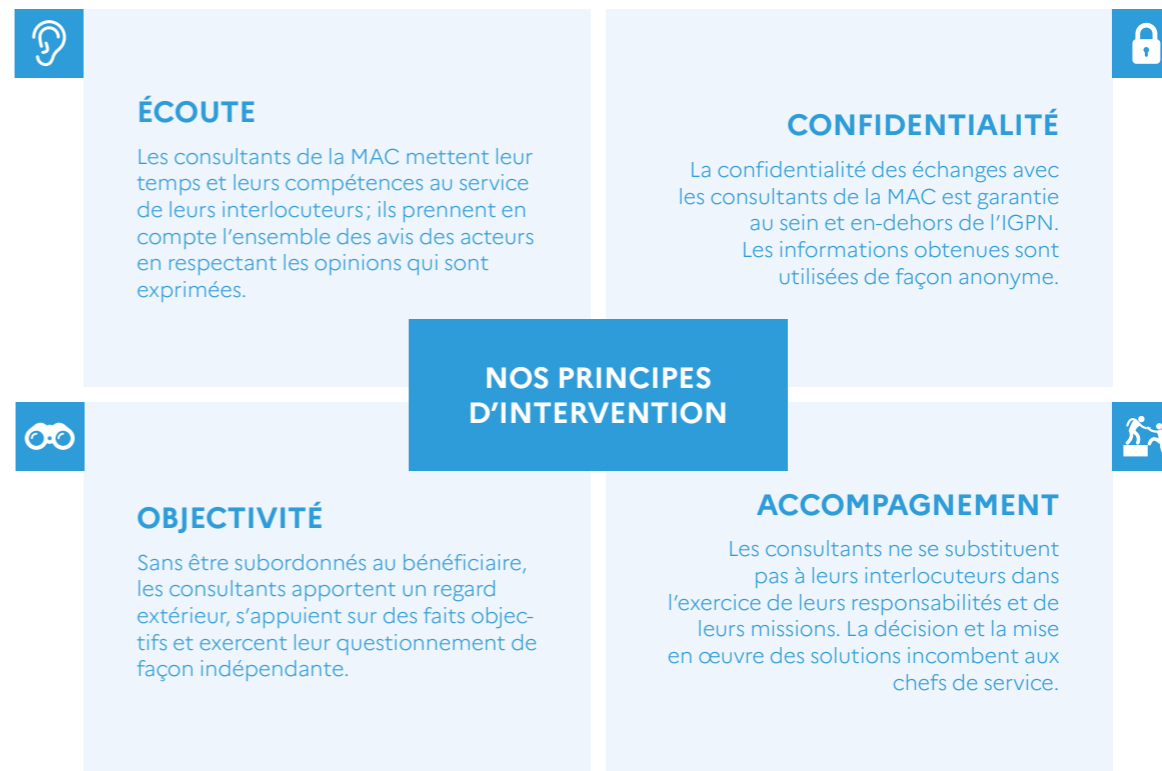 ÉCOUTE
Les consultants de la MAC mettent leur
temps et leurs compétences au service
de leurs interlocuteurs ; ils prennent en
compte l’ensemble des avis des acteurs
en respectant les opinions qui sont
exprimées.
CONFIDENTIALITÉ
La confidentialité des échanges avec
les consultants de la MAC est garantie
au sein et en-dehors de l’IGPN.
Les informations obtenues sont
utilisées de façon anonyme.
NOS PRINCIPES
D’INTERVENTION
OBJECTIVITÉ
Sans être subordonnés au bénéficiaire,
les consultants apportent un regard
extérieur, s’appuient sur des faits objec-
tifs et exercent leur questionnement de
façon indépendante.
ACCOMPAGNEMENT
Les consultants ne se substituent
pas à leurs interlocuteurs dans
l’exercice de leurs responsabilités et de
leurs missions. La décision et la mise
en œuvre des solutions incombent aux
chefs de service.